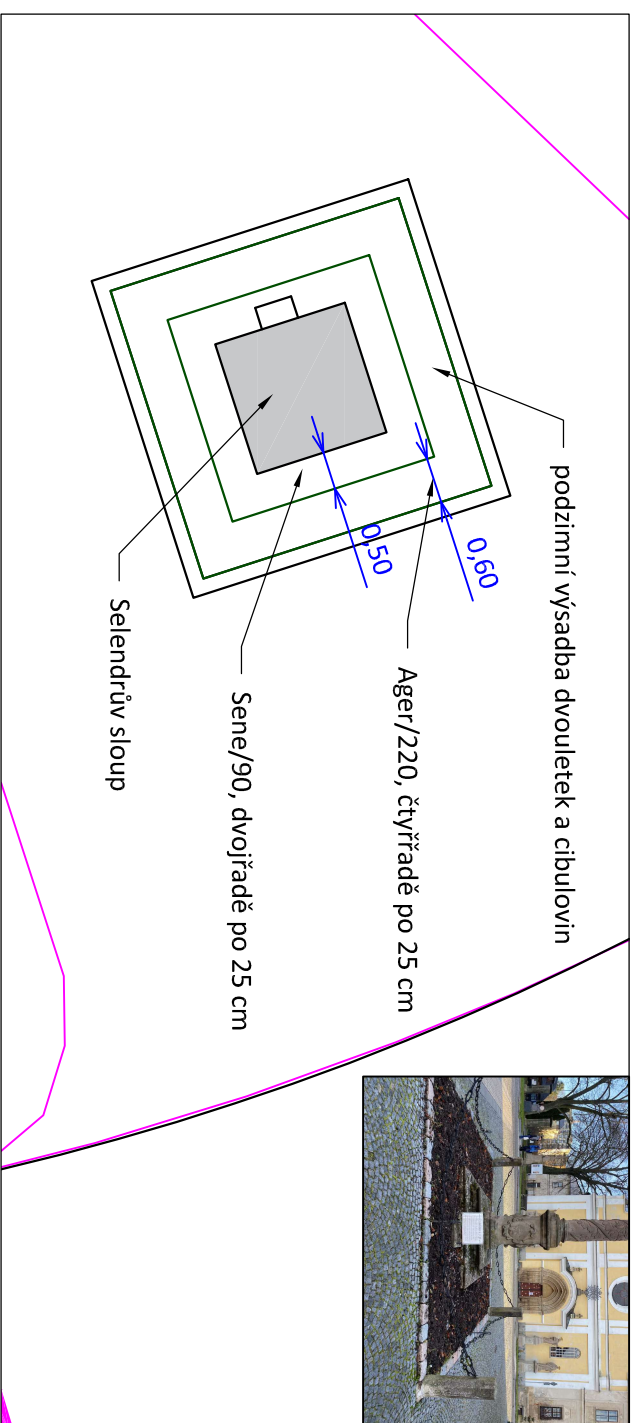 podzimní výsadba dvouletek a cibulovin
0,60
Ager/220, čtyřřadě po 25 cm
0,50
Sene/90, dvojřadě po 25 cm
Selendrův sloup